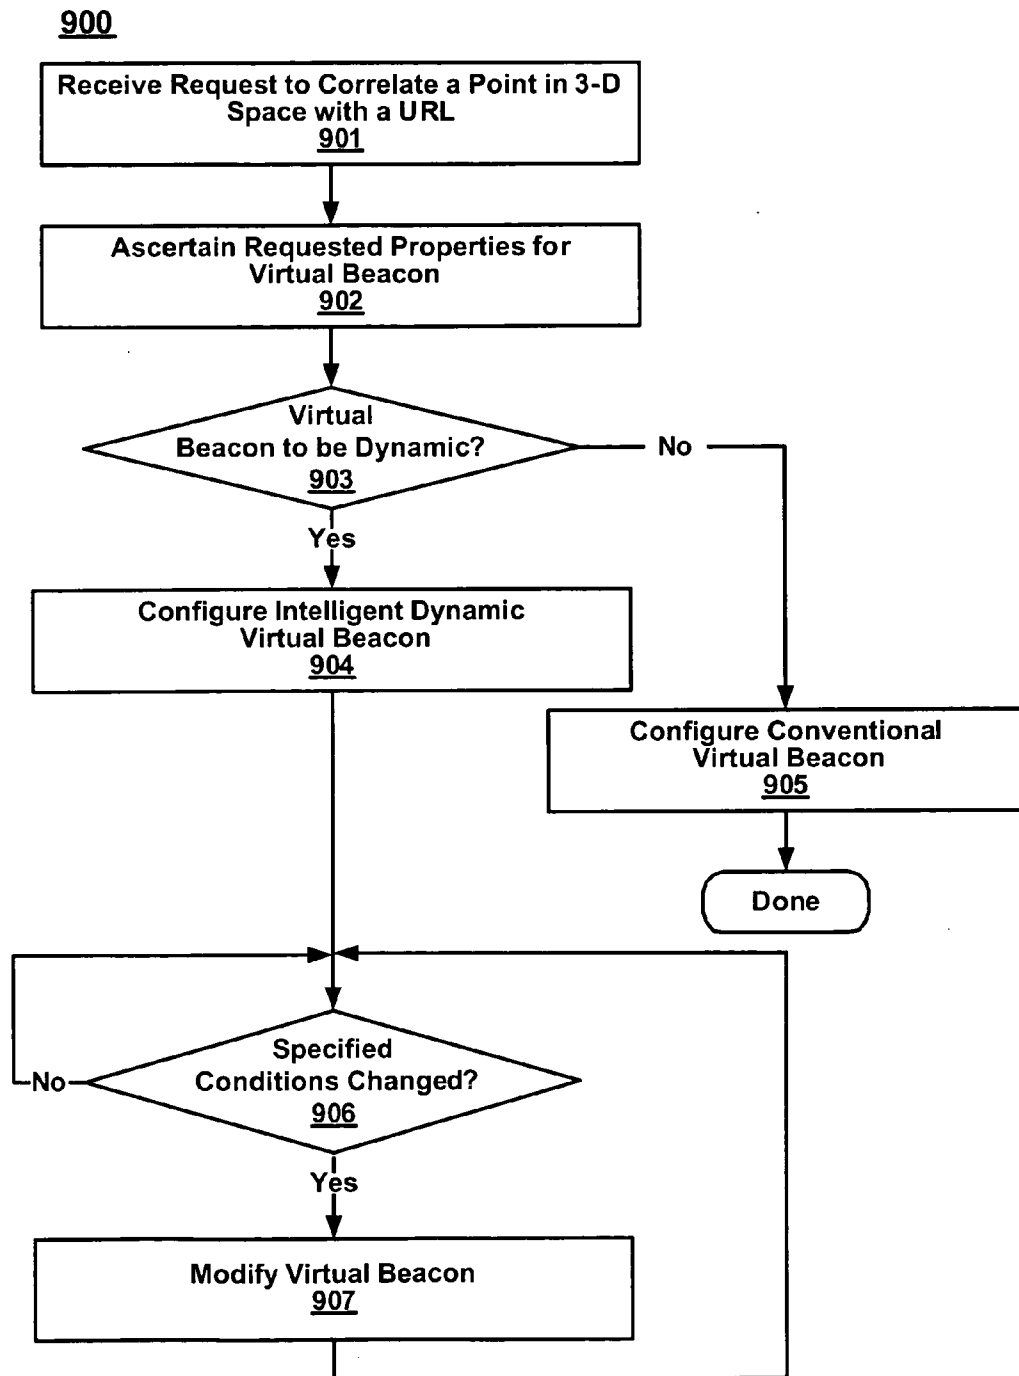 900
Receive Request to Correlate a Point in 3-D
Space with a URL
901
Ascertain Requested Properties for
Virtual Beacon
902
Virtual
Beacon to be Dynamic?
903
No
Yes
Configure Intelligent Dynamic
Virtual Beacon
904
Configure Conventional
Virtual Beacon
905
Done
Specified
Conditions Changed?
906
No
Yes
Modify Virtual Beacon
907